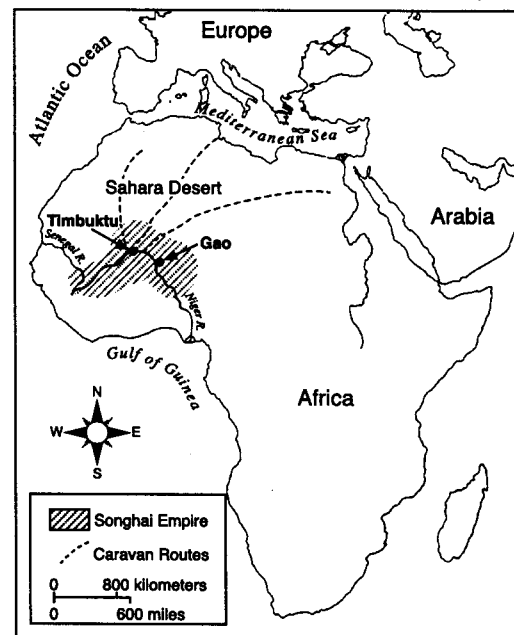 Europe
Atlantic Ocean
Mediterranean Sea
Sahara Desert
Timbuktu
Arabia
Senegal R.
Gao
Niger R.
Gulf of Guinea
Africa
N
W E
S
Songhai Empire
Caravan Routes
0 800 kilometers
0 600 miles